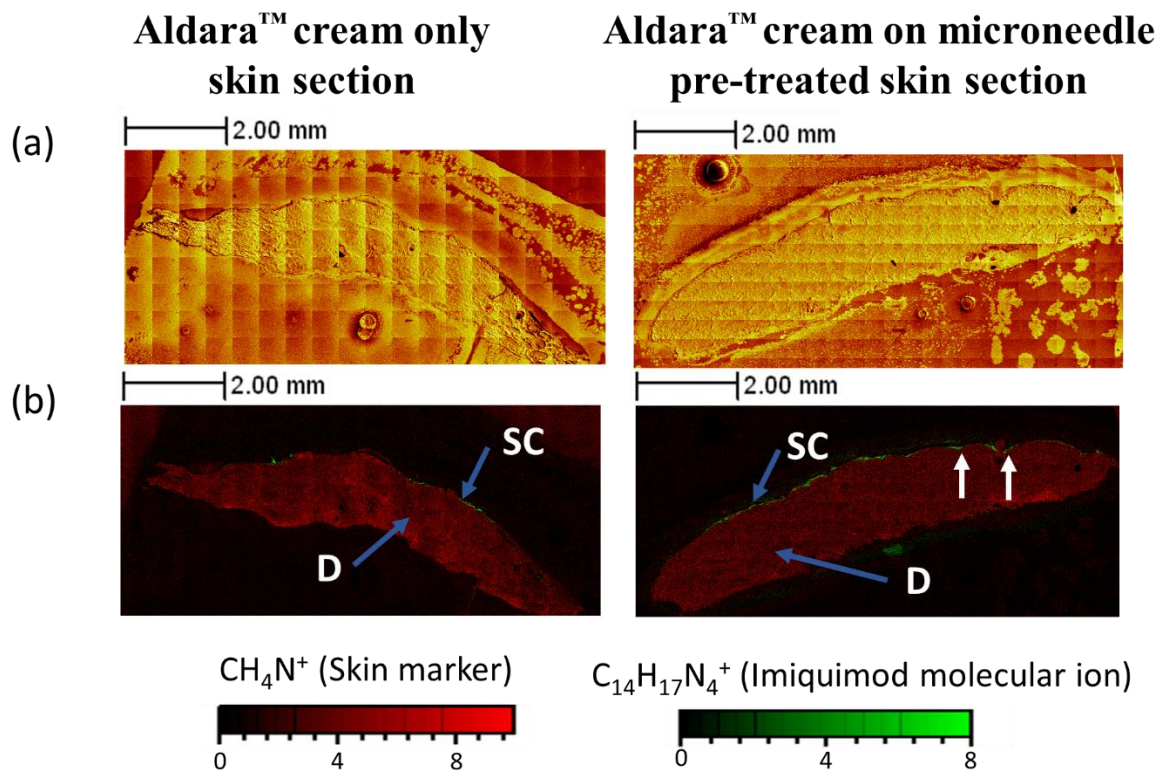 Aldara™ cream only
skin section
Aldara™ cream on microneedle
pre-treated skin section
(a)
2.00 mm
2.00 mm
(b)
2.00 mm
2.00 mm
SC
D
SC
D
CH₄N⁺ (Skin marker)
0 4 8
C₁₄H₁₇N₄⁺ (Imiquimod molecular ion)
0 4 8